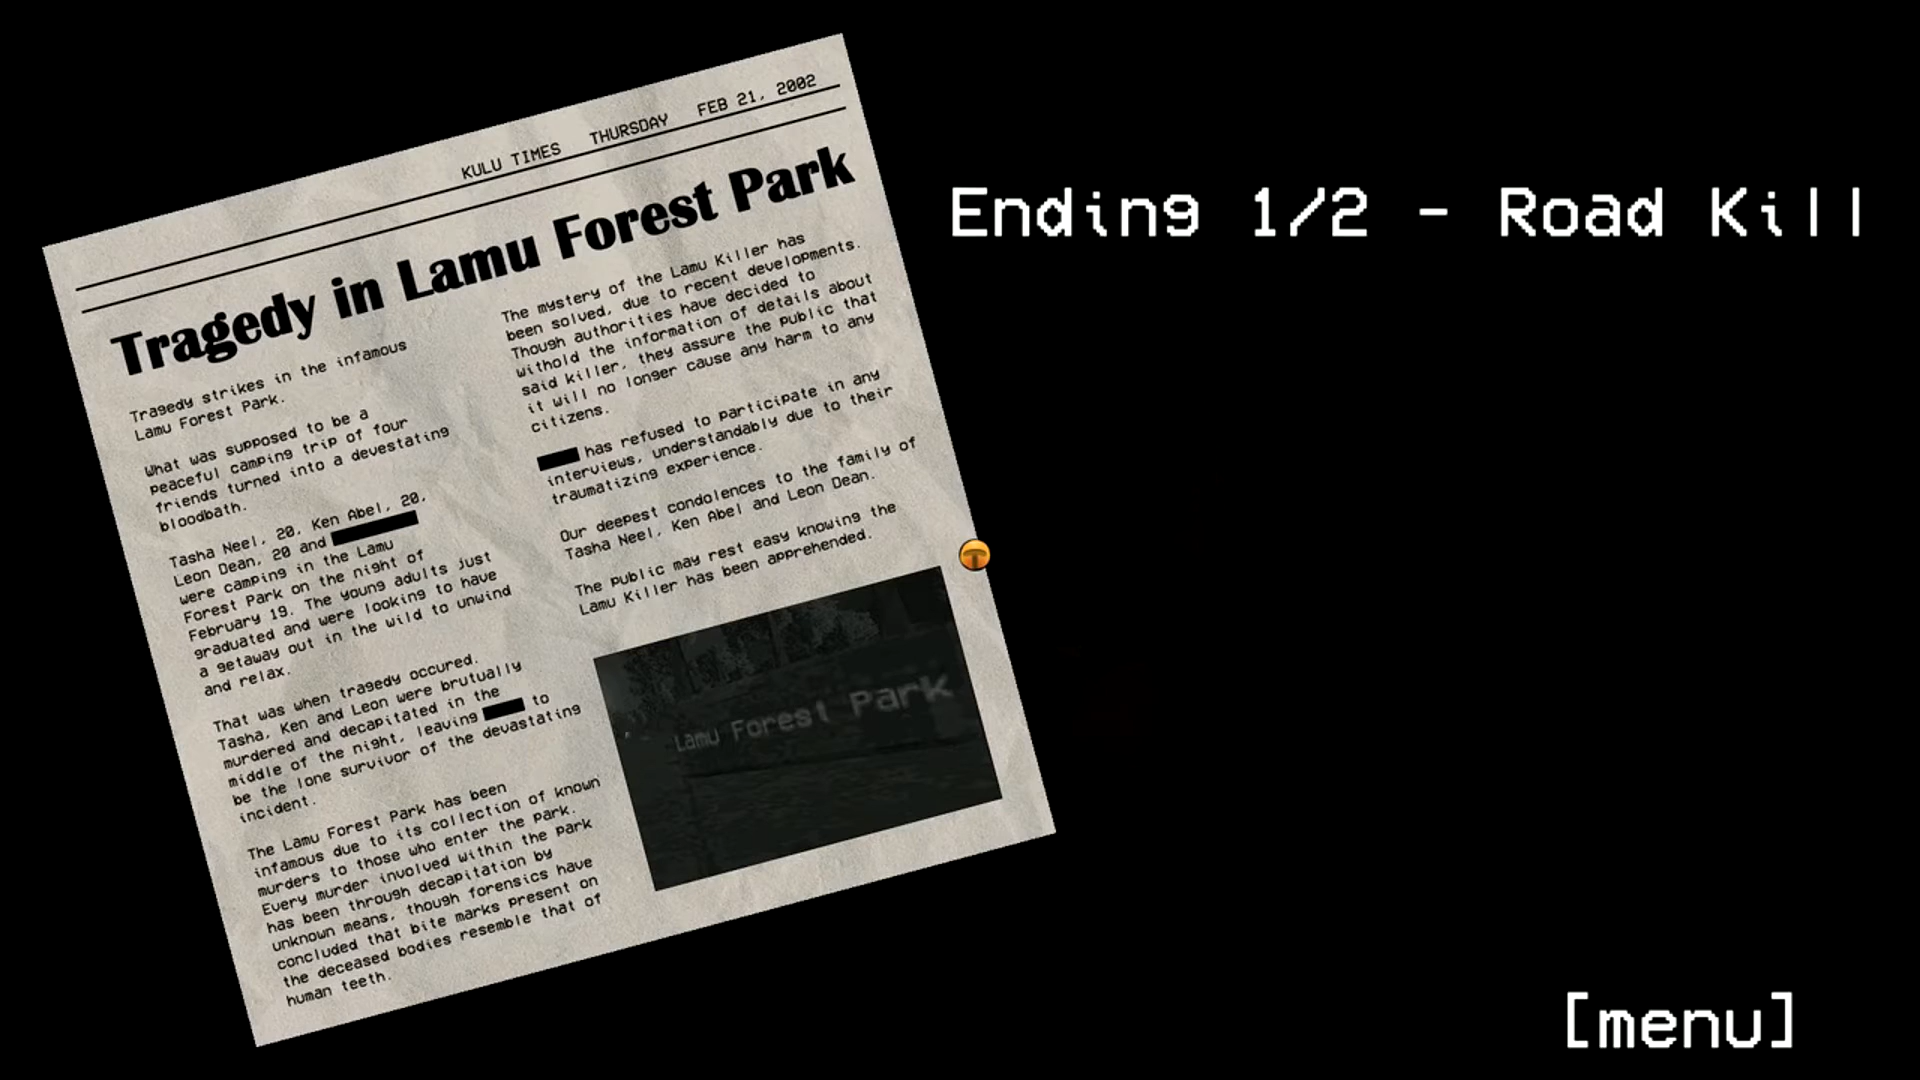 KULU TIMES THURSDAY FEB 21, 2002
Tragedy in Lamu Forest Park
Tragedy strikes in the infamous
Lamu Forest Park.
What was supposed to be a
peaceful camping trip of four
friends turned into a devestating
bloodbath.
Tasha Neel, 20, Ken Abel, 20,
Leon Dean, 20 and
were camping in the Lamu
Forest Park on the night of
February 19. The young adults just
graduated and were looking to have
a getaway out in the wild to unwind
and relax.
That was when tragedy occured.
Tasha, Ken and Leon were brutually
murdered and decapitated in the
middle of the night, leaving to
be the lone survivor of the devastating
incident.
The Lamu Forest Park has been
infamous due to its collection of known
murders to those who enter the park.
Every murder involved within the park
has been through decapitation by
unknown means, though forensics have
concluded that bite marks present on
the deceased bodies resemble that of
human teeth.
The mystery of the Lamu Killer has
been solved, due to recent developments.
Though authorities have decided to
withold the information of details about
said killer, they assure the public that
it will no longer cause any harm to any
citizens.
has refused to participate in any
interviews, understandably due to their
traumatizing experience.
Our deepest condolences to the family of
Tasha Neel, Ken Abel and Leon Dean.
The public may rest easy knowing the
Lamu Killer has been apprehended.
Lamu Forest Park
Ending 1/2 - Road Kill
[menu]